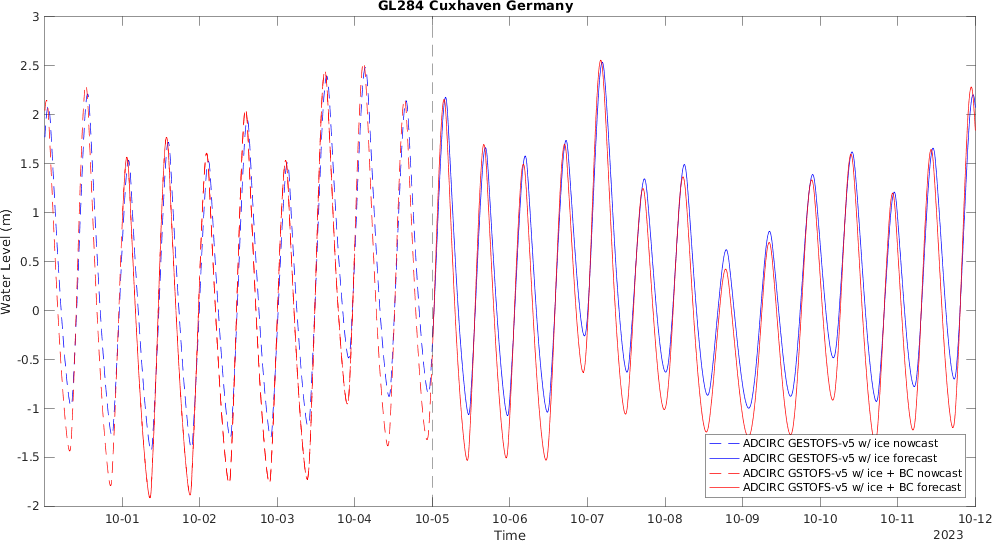 GL284 Cuxhaven Germany
3
2.5
2
1.5
1
0.5
0
-0.5
-1
-1.5
-2
Water Level (m)
ADCIRC GESTOFS-v5 w/ ice nowcast
ADCIRC GESTOFS-v5 w/ ice forecast
ADCIRC GSTOFS-v5 w/ ice + BC nowcast
ADCIRC GSTOFS-v5 w/ ice + BC forecast
10-01 10-02 10-03 10-04 10-05 10-06 10-07 10-08 10-09 10-10 10-11 10-12
Time
2023